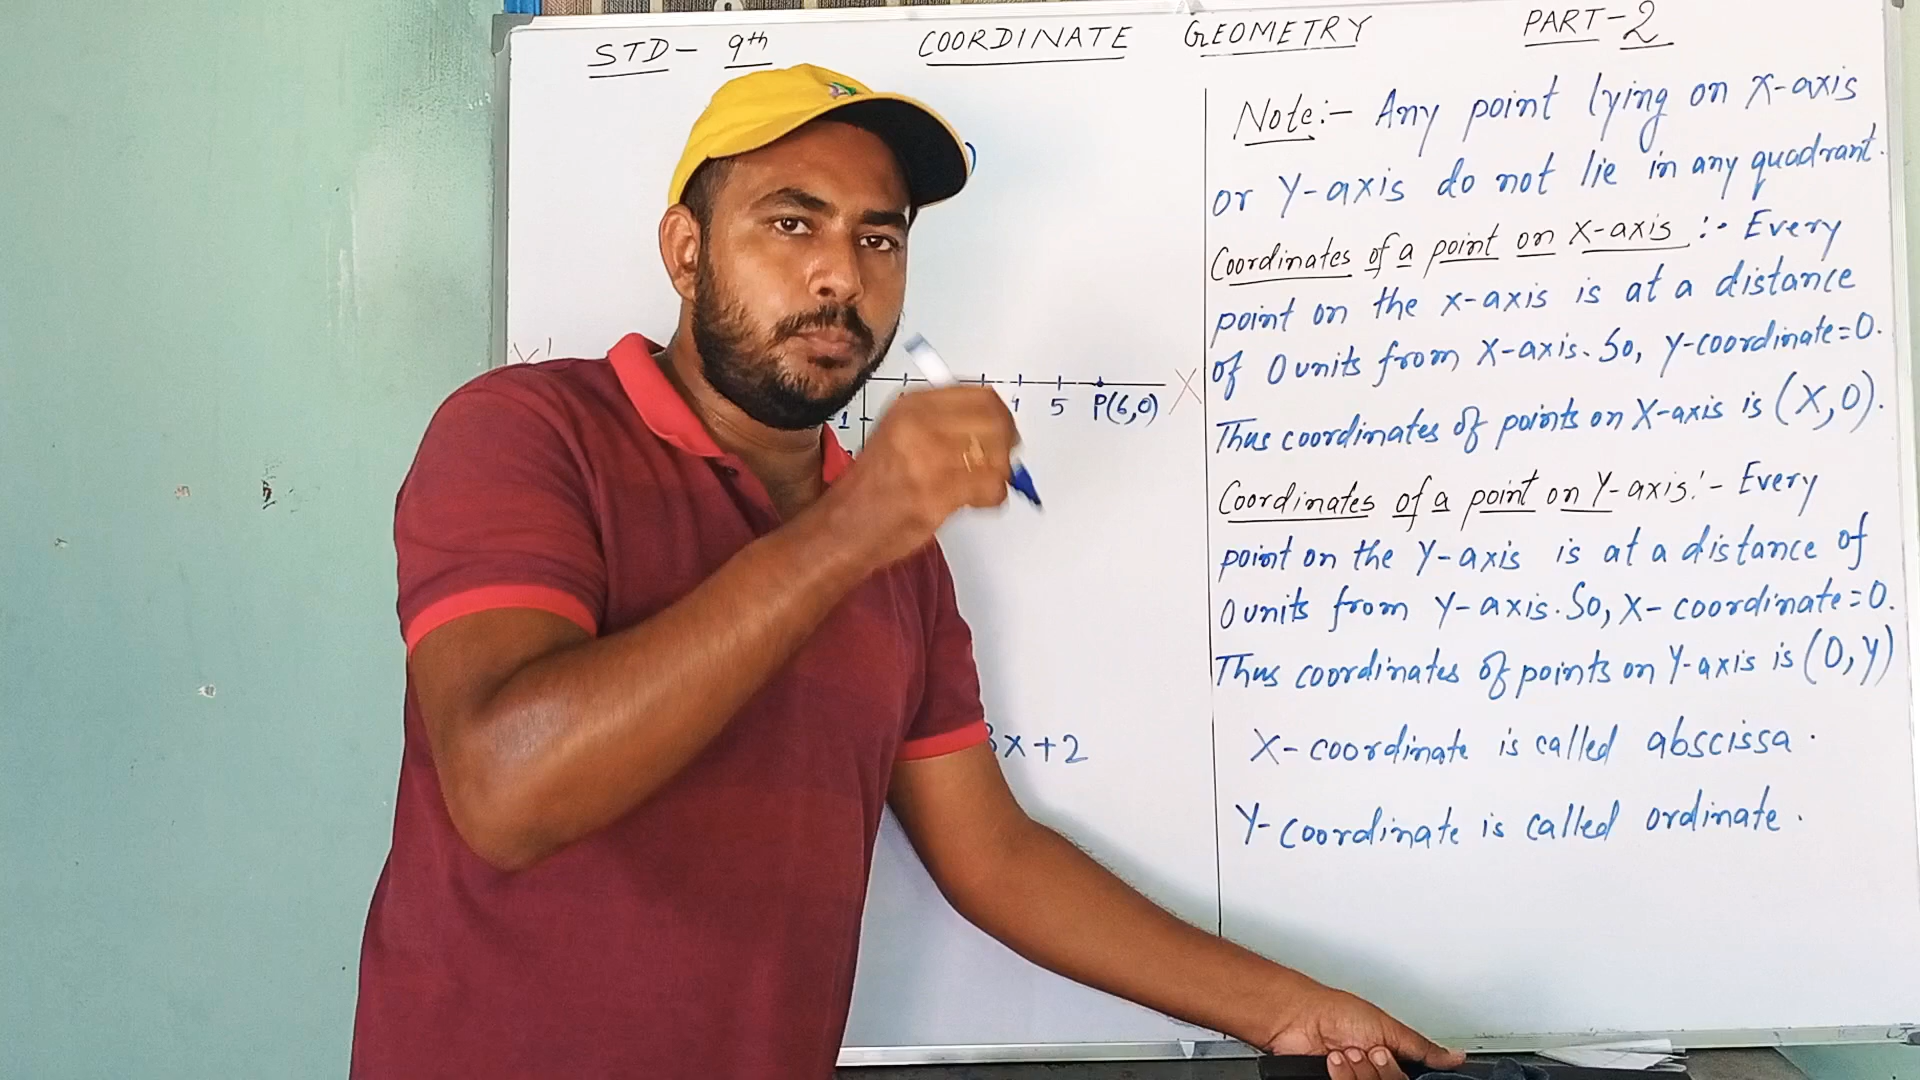 STD- 9th COORDINATE GEOMETRY PART-2
Note:- Any point lying on X-axis
or Y-axis do not lie in any quadrant.
Coordinates of a point on X-axis :- Every
point on the x-axis is at a distance
of 0 units from X-axis. So, Y-coordinate=0.
Thus coordinates of points on X-axis is (X,0).
Coordinates of a point on Y-axis:- Every
point on the Y-axis is at a distance of
0 units from Y-axis. So, X-coordinate=0.
Thus coordinates of points on Y-axis is (0,Y)
X-coordinate is called abscissa.
Y-coordinate is called ordinate.
X'
X
4 5 P(6,0)
-1
3x+2